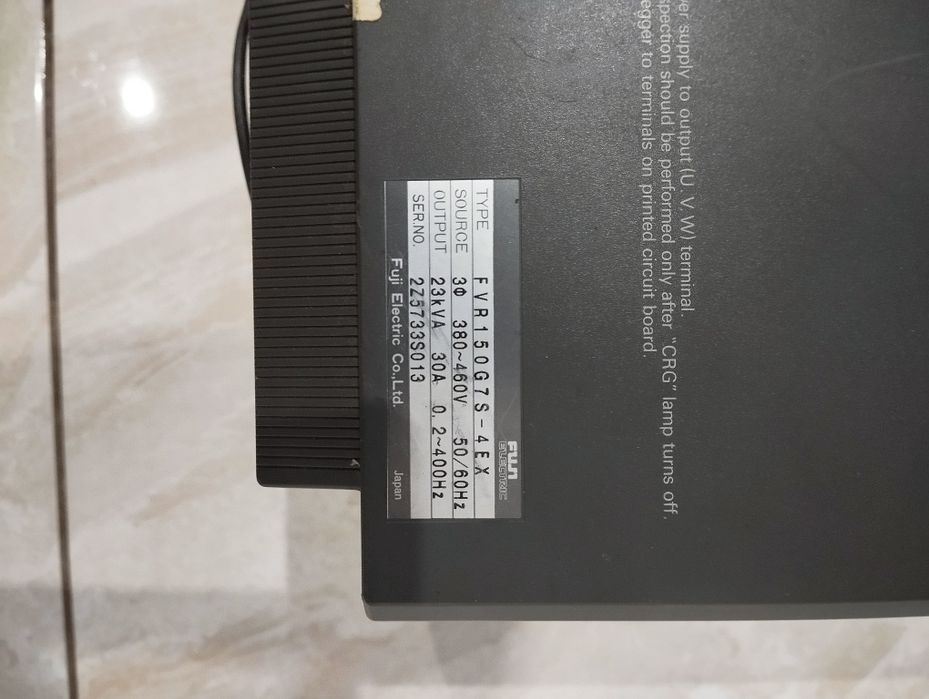 er supply to output (U. V. W) terminal.
pection should be performed only after "CRG" lamp turns off.
egger to terminals on printed circuit board.
FUJI
ELECTRIC
TYPE FVR150G7S-4EX
SOURCE 3Φ 380~460V 50/60Hz
OUTPUT 23kVA 30A 0.2~400Hz
SER.NO. 2Z5733S013
Fuji Electric Co.,Ltd. Japan